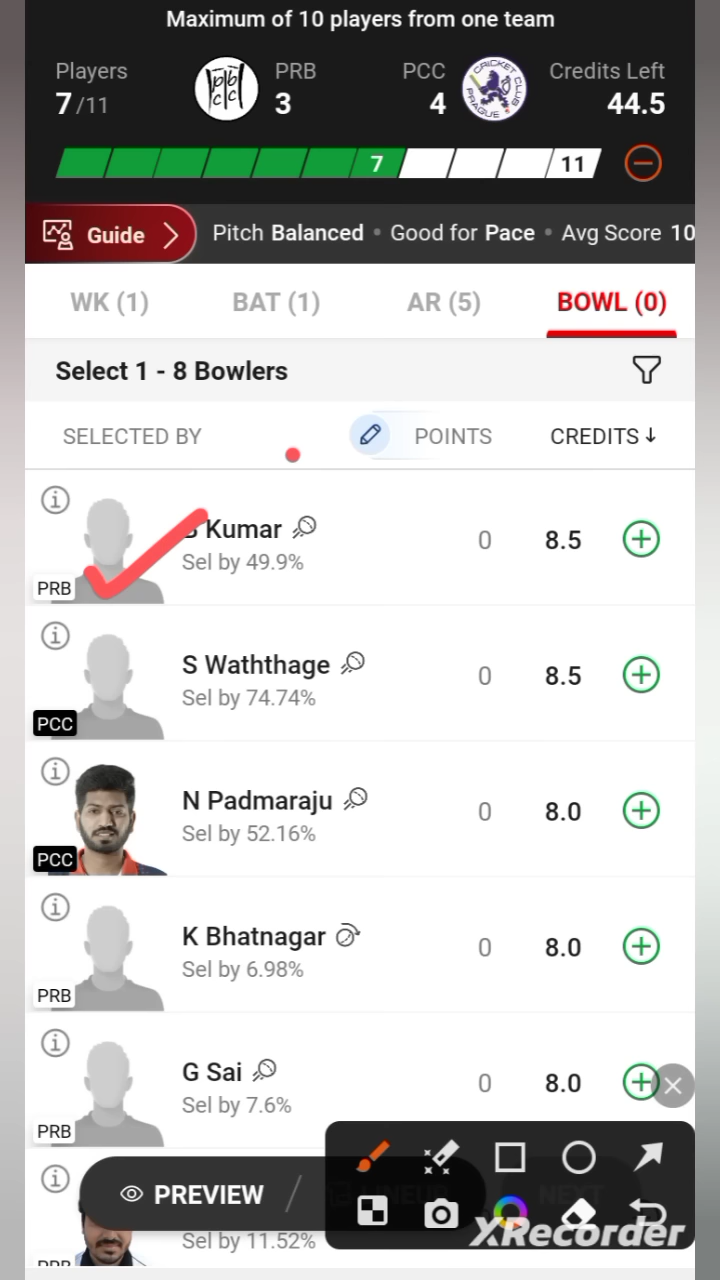 Maximum of 10 players from one team
Players PRB PCC Credits Left
7/11 3 4 44.5
7 11
Guide Pitch Balanced • Good for Pace • Avg Score 10
WK (1) BAT (1) AR (5) BOWL (0)
Select 1 - 8 Bowlers
SELECTED BY POINTS CREDITS↓
Kumar 0 8.5
Sel by 49.9%
PRB
S Waththage 0 8.5
Sel by 74.74%
PCC
N Padmaraju 0 8.0
Sel by 52.16%
PCC
K Bhatnagar 0 8.0
Sel by 6.98%
PRB
G Sai 0 8.0
Sel by 7.6%
PRB
PREVIEW / LINEUP NEXT
XRecorder
Sel by 11.52%
PRB